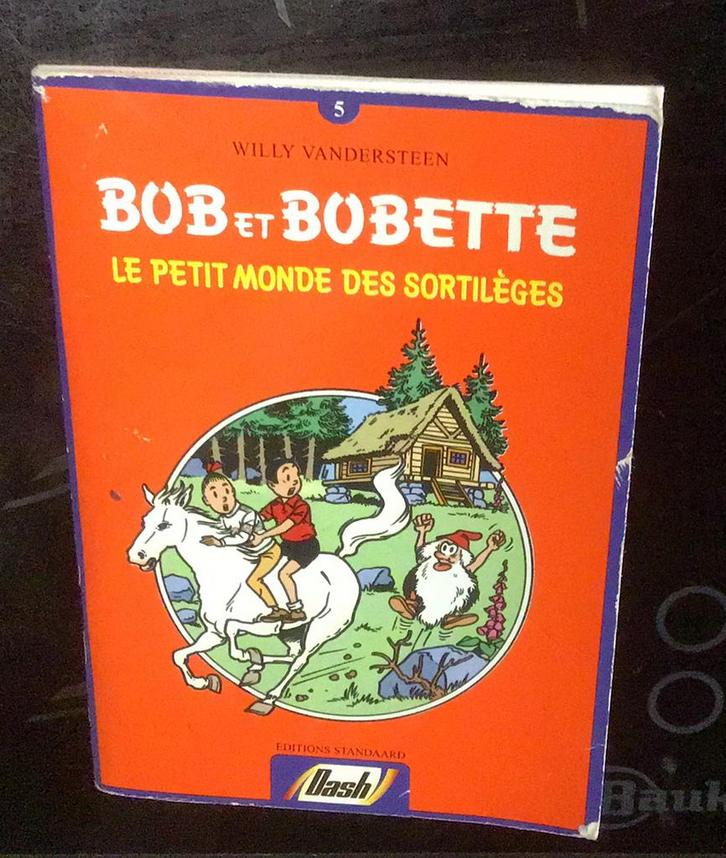 5
WILLY VANDERSTEEN
BOB ET BOBETTE
LE PETIT MONDE DES SORTILÈGES
EDITIONS STANDAARD
Dash